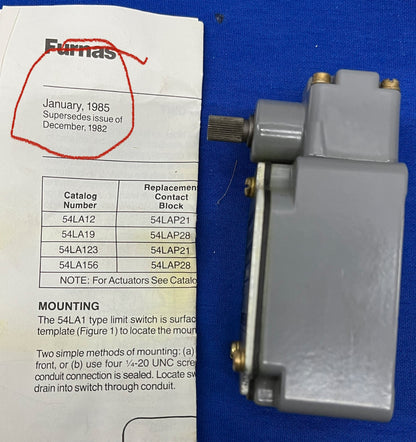 Furnas
January, 1985
Supersedes issue of
December, 1982
Catalog Number Replacement Contact Block
54LA12 54LAP21
54LA19 54LAP28
54LA123 54LAP21
54LA156 54LAP28
NOTE: For Actuators See Catalo
MOUNTING
The 54LA1 type limit switch is surfac
template (Figure 1) to locate the moun
Two simple methods of mounting: (a)
front, or (b) use four ¼-20 UNC scre
conduit connection is sealed. Locate sw
drain into switch through conduit.